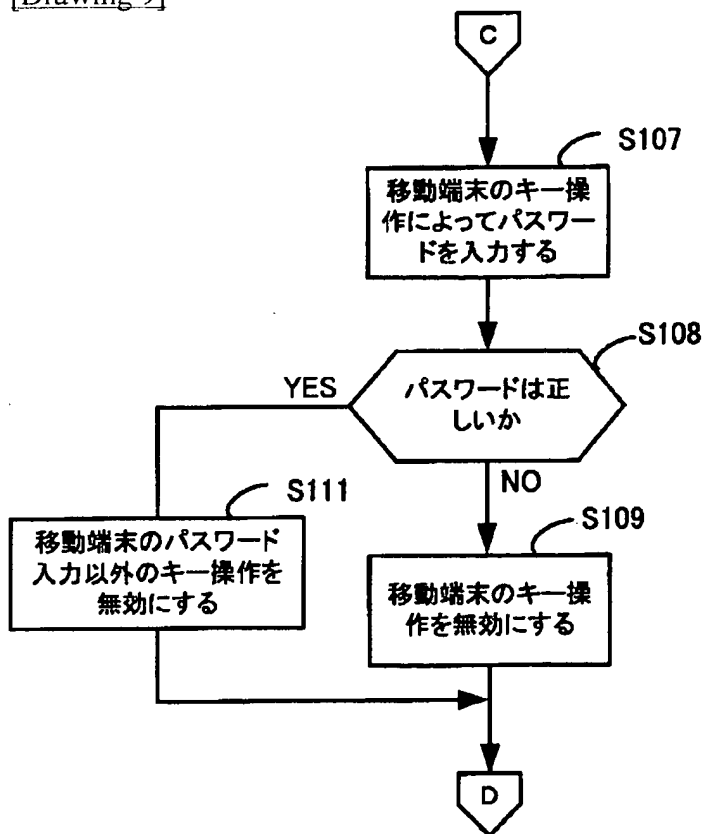 [Drawing 9]
C
S107
移動端末のキー操
作によってパスワー
ドを入力する
S108
パスワードは正
しいか
YES
NO
S111
移動端末のパスワード
入力以外のキー操作を
無効にする
S109
移動端末のキー操
作を無効にする
D